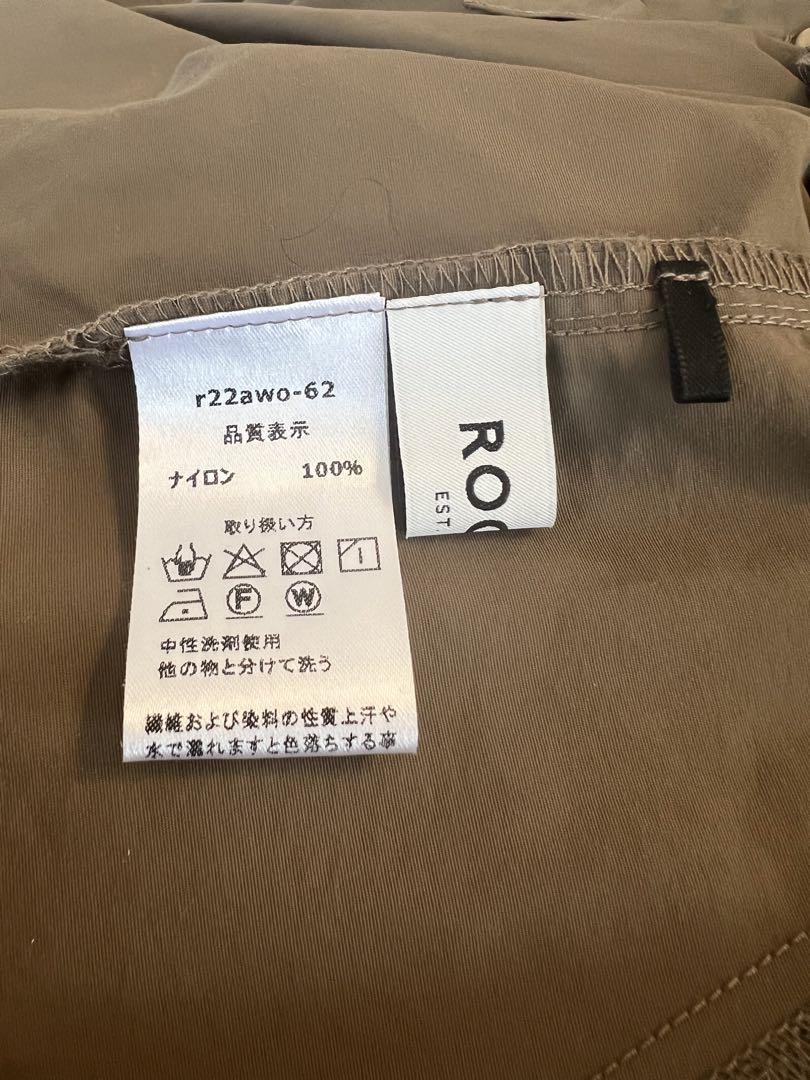 r22awo-62
品質表示
ナイロン 100%
取り扱い方
F W
中性洗剤使用
他の物と分けて洗う
繊維および染料の性質上汗や
水で濡れますと色落ちする事
ROC
EST.